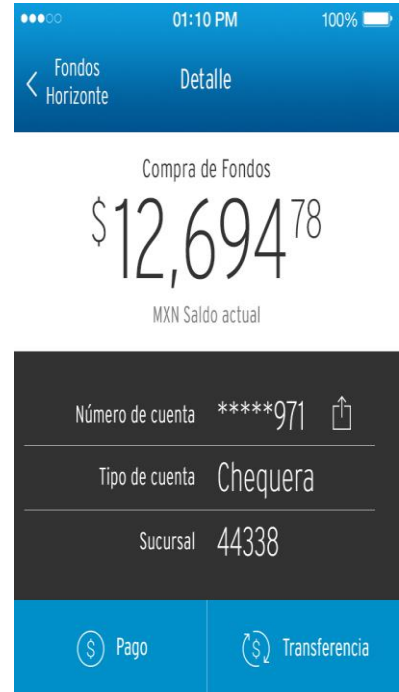 01:10 PM 100%
Fondos
Horizonte
Detalle
Compra de Fondos
$12,694 78
MXN Saldo actual
Número de cuenta *****971
Tipo de cuenta Chequera
Sucursal 44338
$ Pago $ Transferencia